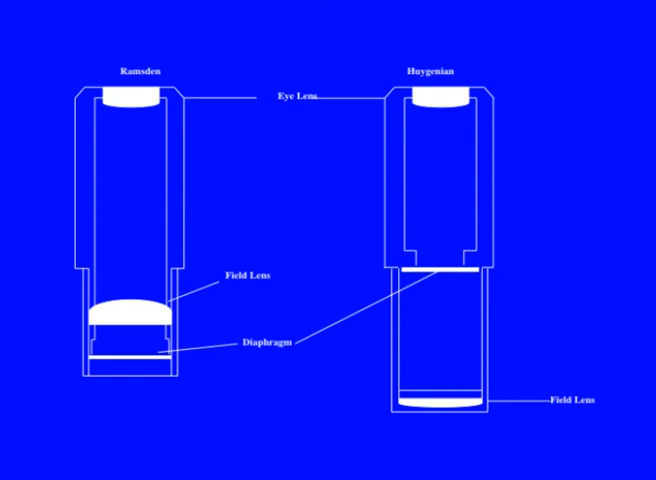 Ramsden
Huygenian
Eye Lens
Field Lens
Diaphragm
Field Lens